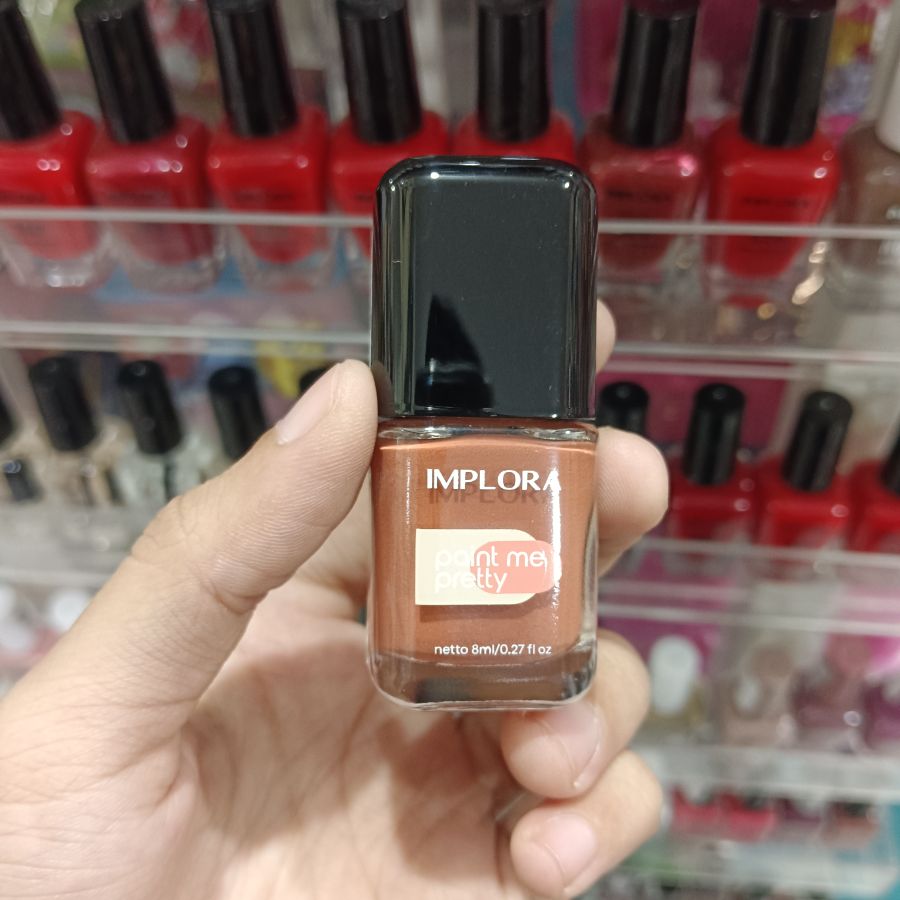 IMPLORA
paint me
pretty
netto 8ml/0.27 fl oz